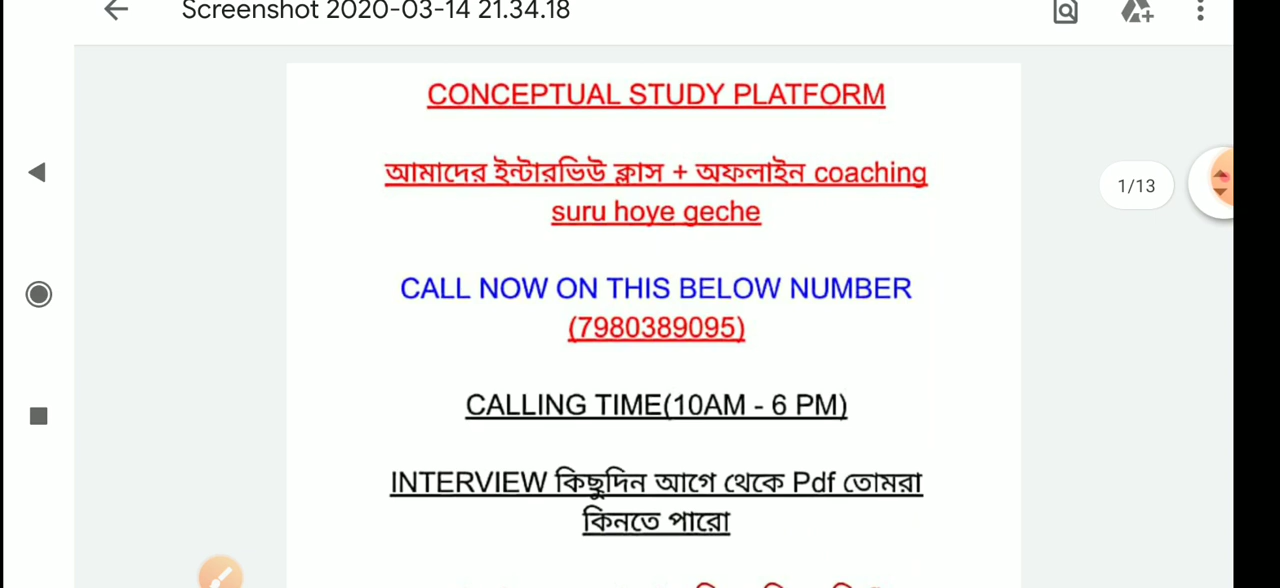 Screenshot 2020-03-14 21.34.18
CONCEPTUAL STUDY PLATFORM
আমাদের ইন্টারভিউ ক্লাস + অফলাইন coaching
suru hoye geche
1/13
CALL NOW ON THIS BELOW NUMBER
(7980389095)
CALLING TIME(10AM - 6 PM)
INTERVIEW কিছুদিন আগে থেকে Pdf তোমরা
কিনতে পারো